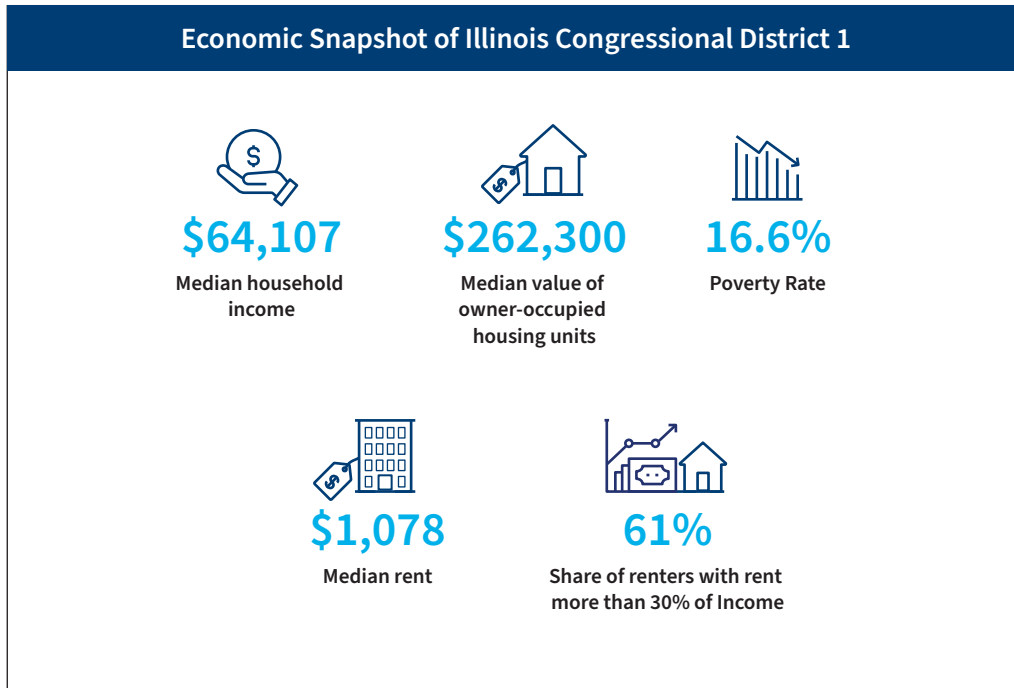 Economic Snapshot of Illinois Congressional District 1
$
$
$64,107
Median household
income
$262,300
Median value of
owner-occupied
housing units
16.6%
Poverty Rate
$
$1,078
Median rent
61%
Share of renters with rent
more than 30% of Income